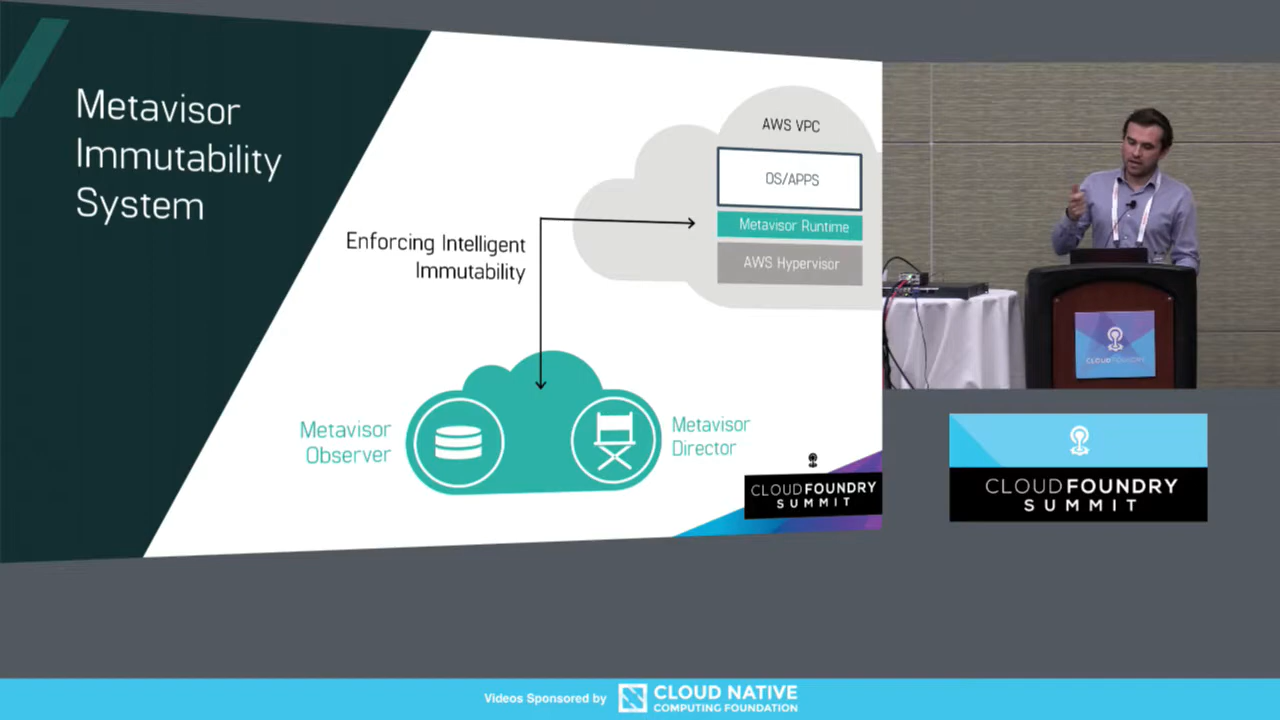 Metavisor
Immutability
System
AWS VPC
OS/APPS
Metavisor Runtime
AWS Hypervisor
Enforcing Intelligent
Immutability
Metavisor
Observer
Metavisor
Director
CLOUDFOUNDRY
SUMMIT
CLOUDFOUNDRY
CLOUDFOUNDRY
SUMMIT
Videos Sponsored by
CLOUD NATIVE
COMPUTING FOUNDATION